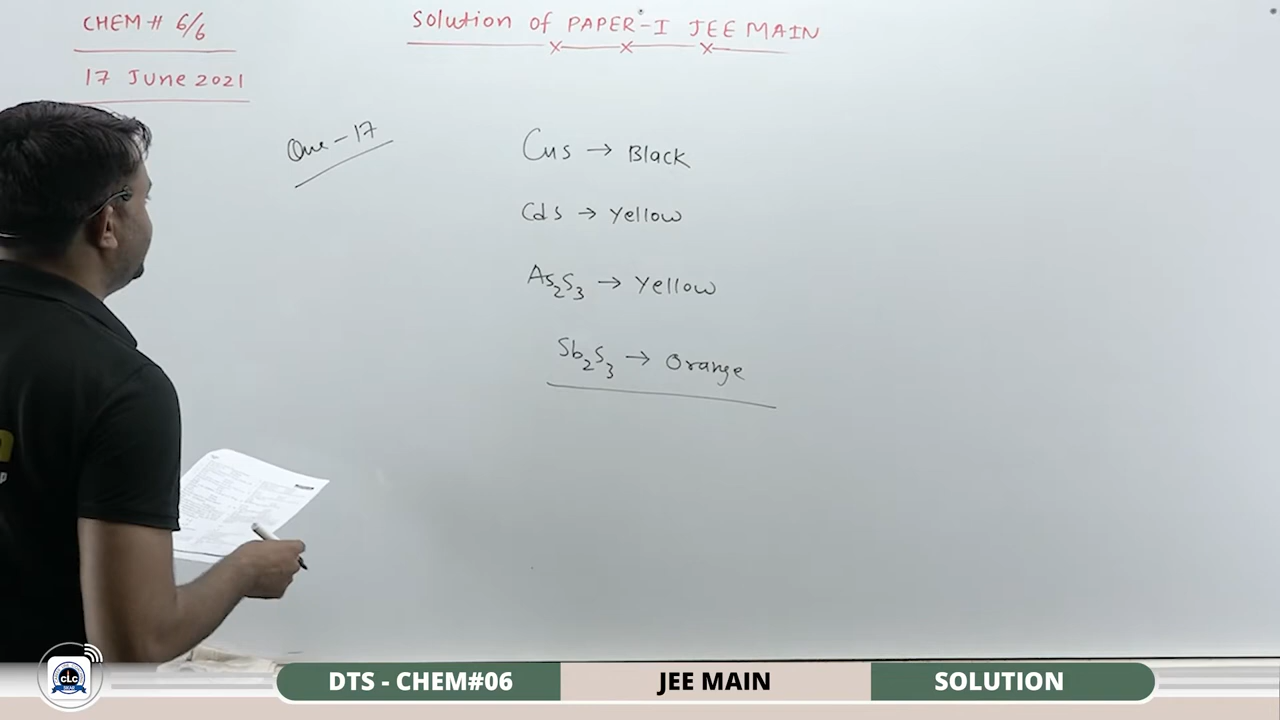 CHEM # 6/6
17 June 2021
Solution of PAPER-I JEE MAIN
Que-17
CuS → Black
CdS → Yellow
As2S3 → Yellow
Sb2S3 → Orange
CLC
DTS - CHEM#06
JEE MAIN
SOLUTION